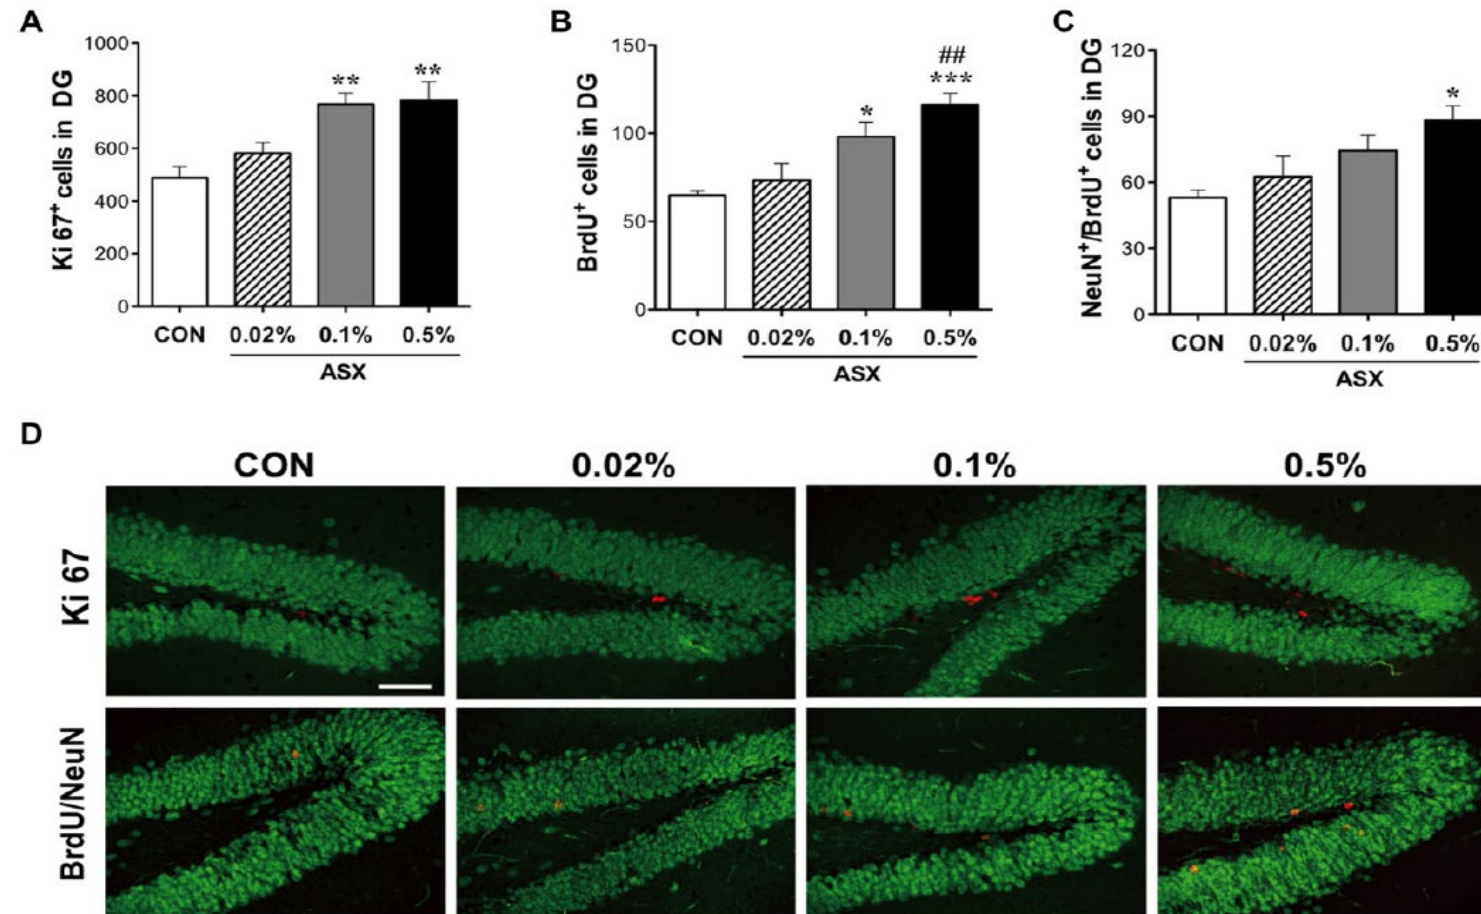 A
Ki 67+ cells in DG
1000
800
600
400
200
0
**
**
CON
0.02%
0.1%
0.5%
ASX
B
BrdU+ cells in DG
150
100
50
0
*
##
***
CON
0.02%
0.1%
0.5%
ASX
C
NeuN+/BrdU+ cells in DG
120
90
60
30
0
*
CON
0.02%
0.1%
0.5%
ASX
D
CON
0.02%
0.1%
0.5%
Ki 67
BrdU/NeuN